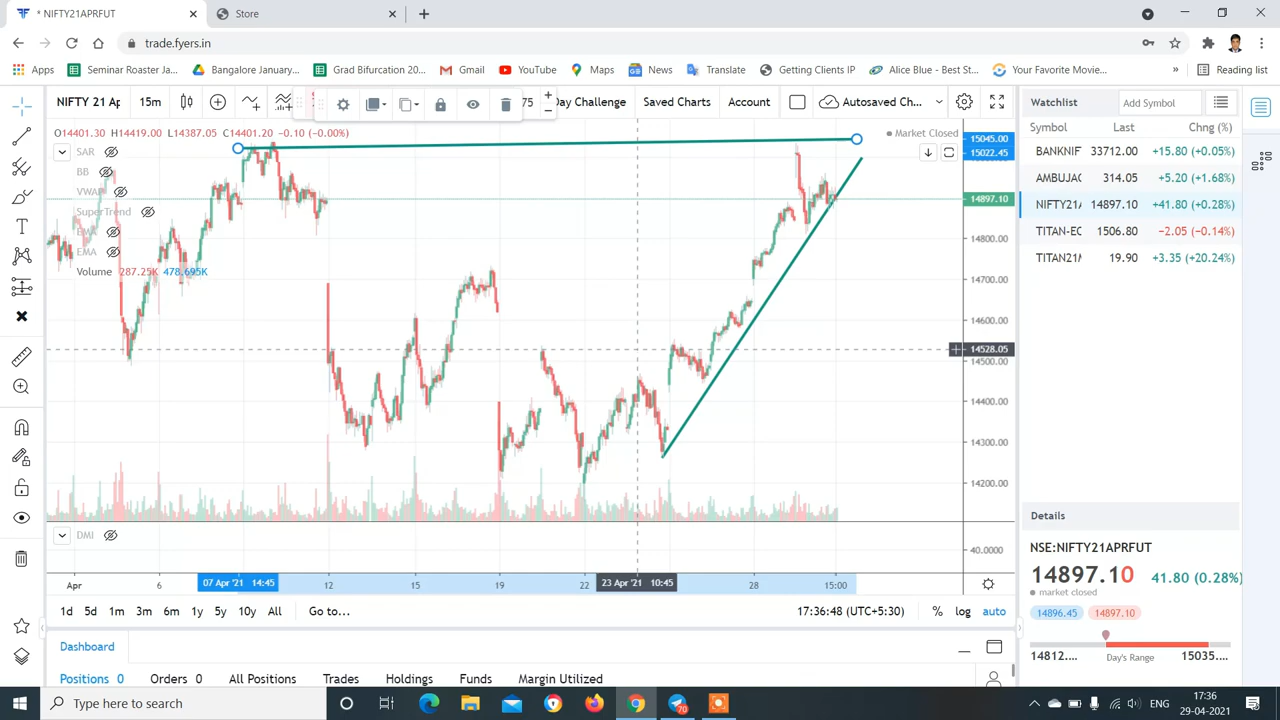 * NIFTY21APRFUT
Store
trade.fyers.in
Apps Seminar Roaster Ja... Bangalore January... Grad Bifurcation 20... Gmail YouTube Maps News Translate Getting Clients IP Alice Blue - Best St... Your Favorite Movie... » Reading list
NIFTY 21 Ap 15m 75 Day Challenge Saved Charts Account Autosaved Ch...
Watchlist Add Symbol
O14401.30 H14419.00 L14387.05 C14401.20 −0.10 (−0.00%)
Market Closed
SAR
BB
VWAP
SuperTrend
EMA
Volume 287.25K 478.695K
15045.00
15022.45
14897.10
14800.00
14700.00
14600.00
14528.05
14500.00
14400.00
14300.00
14200.00
DMI
40.0000
Apr 6 07 Apr '21 14:45 12 15 19 22 23 Apr '21 10:45 28 15:00
1d 5d 1m 3m 6m 1y 5y 10y All Go to... 17:36:48 (UTC+5:30) % log auto
Dashboard
Positions 0 Orders 0 All Positions Trades Holdings Funds Margin Utilized
Symbol Last Chng (%)
BANKNIF 33712.00 +15.80 (+0.05%)
AMBUJAC 314.05 +5.20 (+1.68%)
NIFTY21 14897.10 +41.80 (+0.28%)
TITAN-EC 1506.80 −2.05 (−0.14%)
TITAN21 19.90 +3.35 (+20.24%)
Details
NSE:NIFTY21APRFUT
14897.10 41.80 (0.28%)
market closed
14896.45 14897.10
14812.... Day's Range 15035....
Type here to search
70
ENG
17:36
29-04-2021